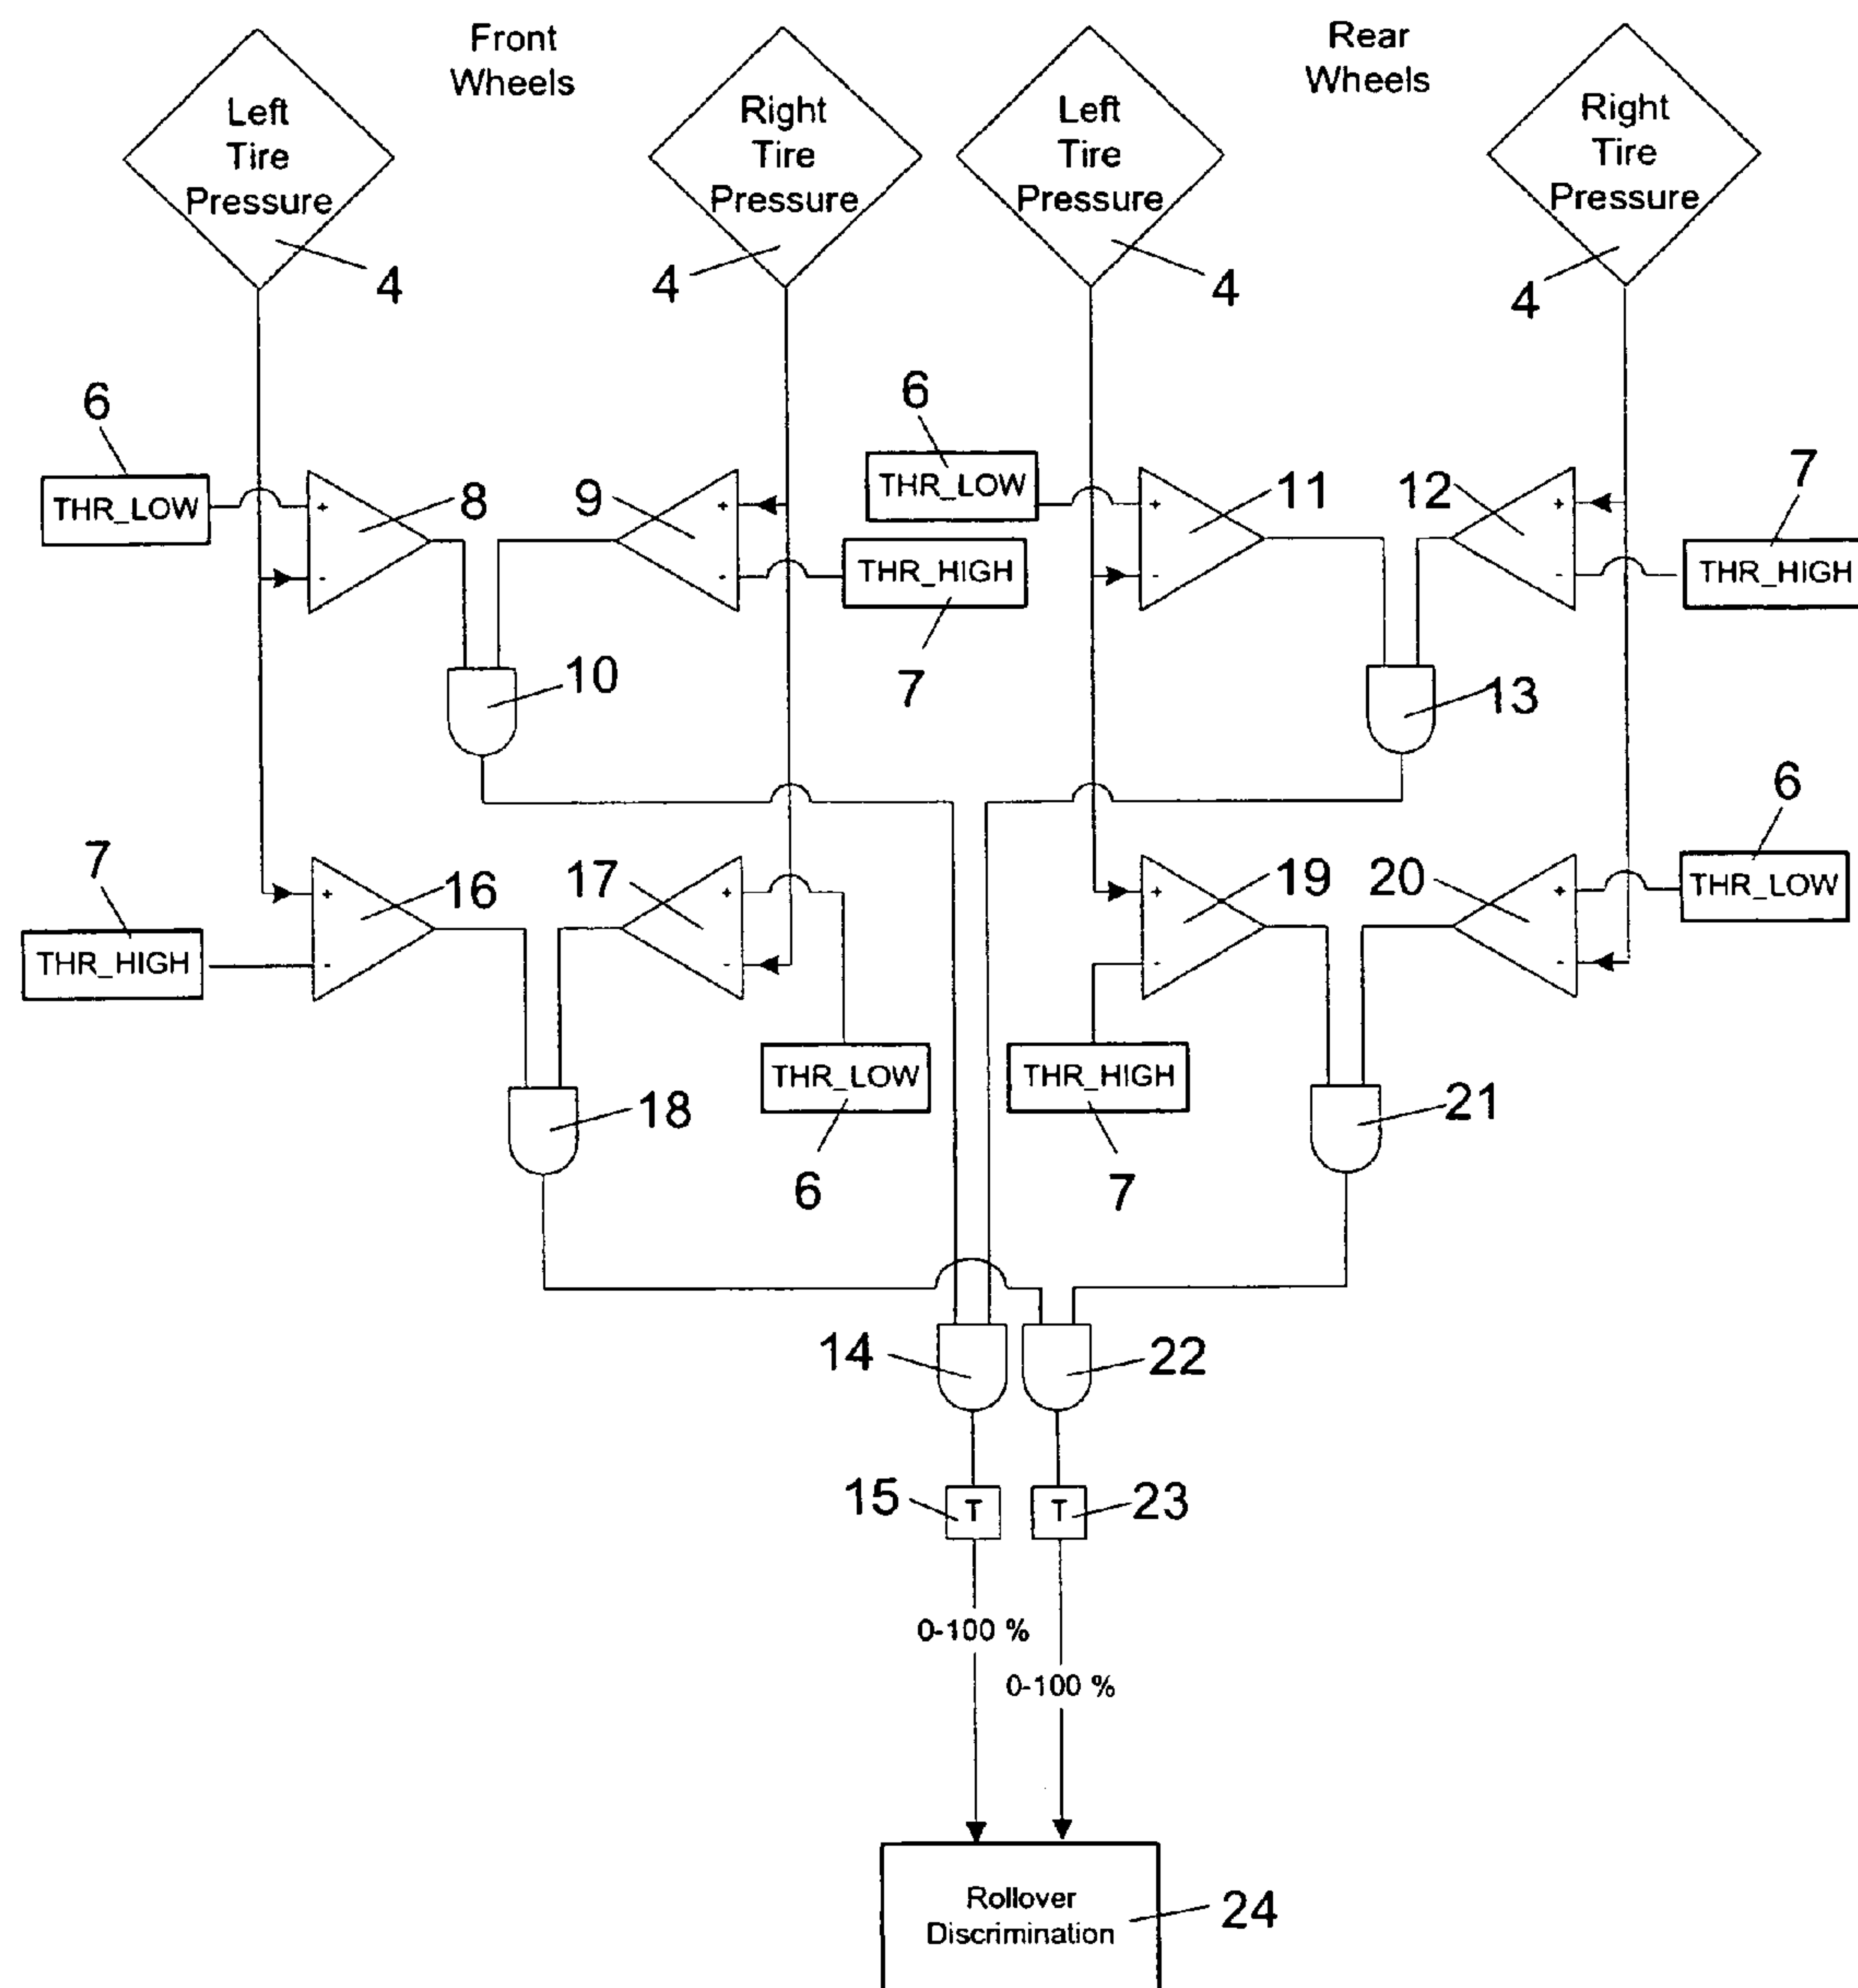 Front
Wheels
Rear
Wheels
Left
Tire
Pressure
Right
Tire
Pressure
Left
Tire
Pressure
Right
Tire
Pressure
4
4
4
4
6
6
7
THR_LOW
+
-
8
9
+
-
THR_HIGH
7
THR_LOW
+
-
11
12
+
-
THR_HIGH
10
13
6
7
THR_HIGH
+
-
16
17
+
-
+
-
19
20
+
-
THR_LOW
18
THR_LOW
6
THR_HIGH
7
21
14
22
15
T
T
23
0-100 %
0-100 %
Rollover
Discrimination
24